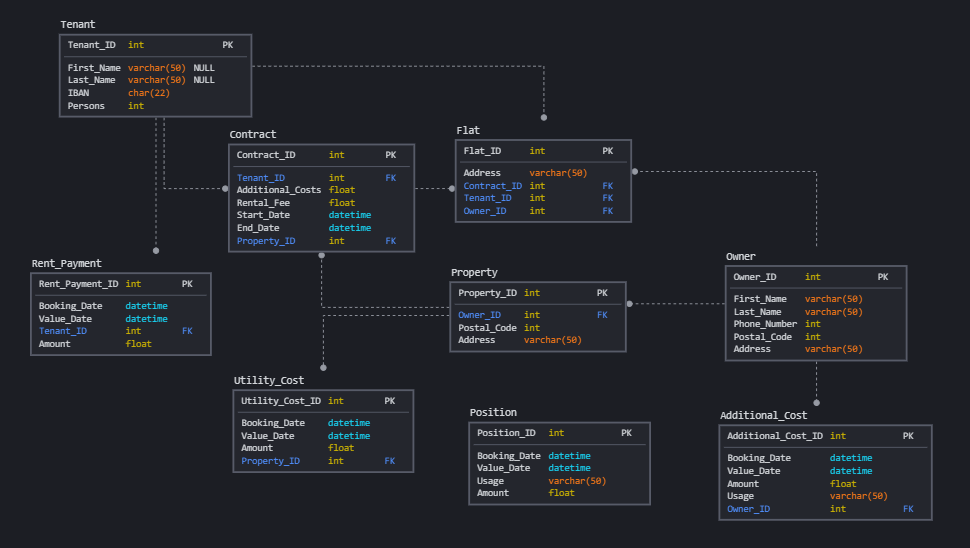 Tenant
Tenant_ID int PK
First_Name varchar(50) NULL
Last_Name varchar(50) NULL
IBAN char(22)
Persons int
Contract
Contract_ID int PK
Tenant_ID int FK
Additional_Costs float
Rental_Fee float
Start_Date datetime
End_Date datetime
Property_ID int FK
Flat
Flat_ID int PK
Address varchar(50)
Contract_ID int FK
Tenant_ID int FK
Owner_ID int FK
Rent_Payment
Rent_Payment_ID int PK
Booking_Date datetime
Value_Date datetime
Tenant_ID int FK
Amount float
Property
Property_ID int PK
Owner_ID int FK
Postal_Code int
Address varchar(50)
Owner
Owner_ID int PK
First_Name varchar(50)
Last_Name varchar(50)
Phone_Number int
Postal_Code int
Address varchar(50)
Utility_Cost
Utility_Cost_ID int PK
Booking_Date datetime
Value_Date datetime
Amount float
Property_ID int FK
Position
Position_ID int PK
Booking_Date datetime
Value_Date datetime
Usage varchar(50)
Amount float
Additional_Cost
Additional_Cost_ID int PK
Booking_Date datetime
Value_Date datetime
Amount float
Usage varchar(50)
Owner_ID int FK